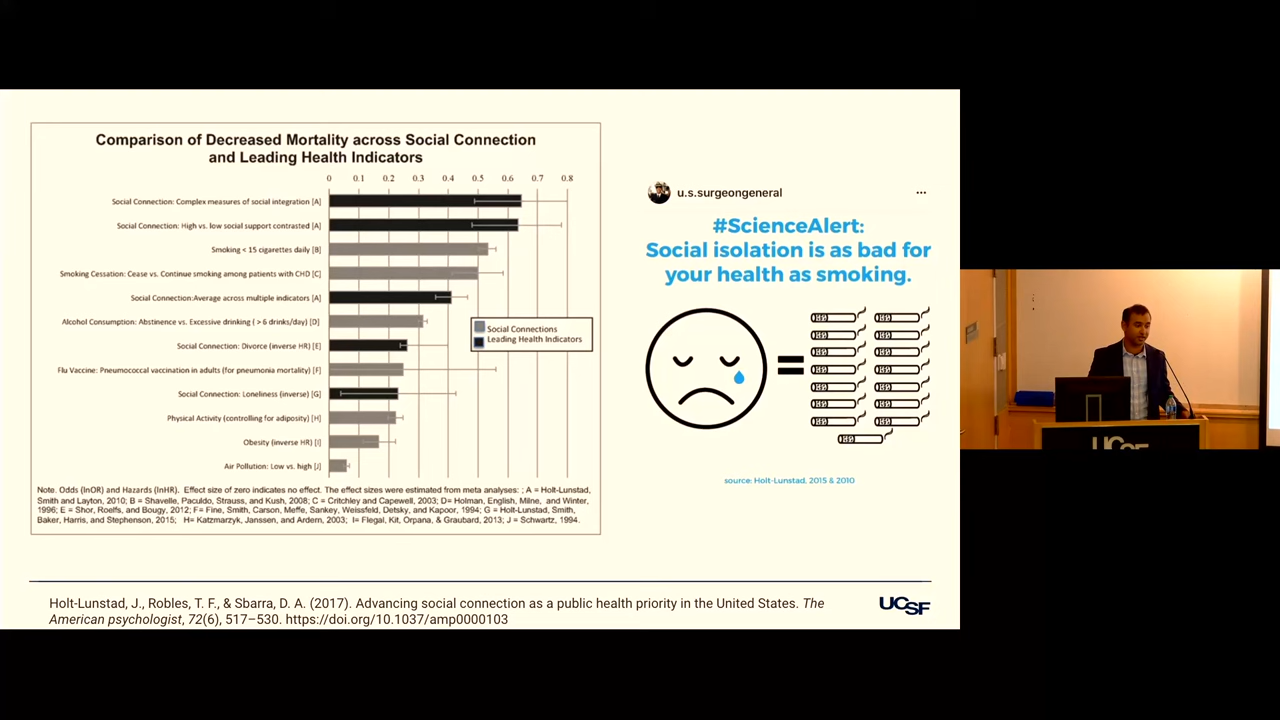 Comparison of Decreased Mortality across Social Connection
and Leading Health Indicators
0 0.1 0.2 0.3 0.4 0.5 0.6 0.7 0.8
Social Connection: Complex measures of social integration [A]
Social Connection: High vs. low social support contrasted [A]
Smoking < 15 cigarettes daily [B]
Smoking Cessation: Cease vs. Continue smoking among patients with CHD [C]
Social Connection:Average across multiple indicators [A]
Alcohol Consumption: Abstinence vs. Excessive drinking ( > 6 drinks/day) [D]
Social Connection: Divorce (inverse HR) [E]
Flu Vaccine: Pneumococcal vaccination in adults (for pneumonia mortality) [F]
Social Connection: Loneliness (inverse) [G]
Physical Activity (controlling for adiposity) [H]
Obesity (inverse HR) [I]
Air Pollution: Low vs. high [J]
Social Connections
Leading Health Indicators
Note. Odds (lnOR) and Hazards (lnHR). Effect size of zero indicates no effect. The effect sizes were estimated from meta analyses: ; A = Holt-Lunstad,
Smith and Layton, 2010; B = Shavelle, Paculdo, Strauss, and Kush, 2008; C = Critchley and Capewell, 2003; D= Holman, English, Milne, and Winter,
1996; E = Shor, Roelfs, and Bougy, 2012; F= Fine, Smith, Carson, Meffe, Sankey, Weissfeld, Detsky, and Kapoor, 1994; G = Holt-Lunstad, Smith,
Baker, Harris, and Stephenson, 2015; H= Katzmarzyk, Janssen, and Ardern, 2003; I= Flegal, Kit, Orpana, & Graubard, 2013; J = Schwartz, 1994.
u.s.surgeongeneral
...
#ScienceAlert:
Social isolation is as bad for
your health as smoking.
=
source: Holt-Lunstad, 2015 & 2010
Holt-Lunstad, J., Robles, T. F., & Sbarra, D. A. (2017). Advancing social connection as a public health priority in the United States. The
American psychologist, 72(6), 517–530. https://doi.org/10.1037/amp0000103
UCSF
UCSF